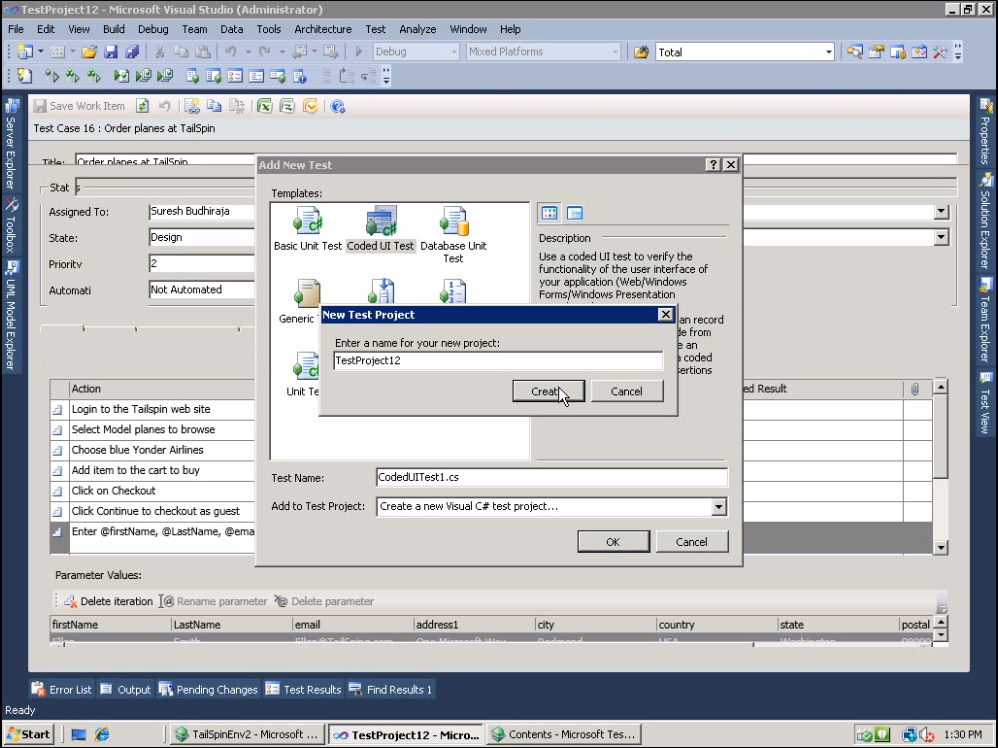 TestProject12 - Microsoft Visual Studio (Administrator)
File Edit View Build Debug Team Data Tools Architecture Test Analyze Window Help
Debug Mixed Platforms Total
Save Work Item
Test Case 16 : Order planes at TailSpin
Title: Order planes at TailSpin
Stat s
Assigned To: Suresh Budhiraja
State: Design
Priority 2
Automati Not Automated
Server Explorer
Toolbox
UML Model Explorer
Properties
Solution Explorer
Team Explorer
Test View
Add New Test
Templates:
Basic Unit Test Coded UI Test Database Unit
Test
Generic
Unit Te
Description
Use a coded UI test to verify the
functionality of the user interface of
your application (Web/Windows
Forms/Windows Presentation
an record
de from
e an
a coded
sertions
New Test Project
Enter a name for your new project:
TestProject12
Creat Cancel
Test Name: CodedUITest1.cs
Add to Test Project: Create a new Visual C# test project...
OK Cancel
Action ed Result
Login to the Tailspin web site
Select Model planes to browse
Choose blue Yonder Airlines
Add item to the cart to buy
Click on Checkout
Click Continue to checkout as guest
Enter @firstName, @LastName, @ema
Parameter Values:
Delete iteration Rename parameter Delete parameter
firstName LastName email address1 city country state postal
Ellen Smith Ellen@TailSping.com One Microsoft Way Redmond USA Washington
Error List Output Pending Changes Test Results Find Results 1
Ready
Start TailSpinEnv2 - Microsoft ... TestProject12 - Micro... Contents - Microsoft Tes... 1:30 PM